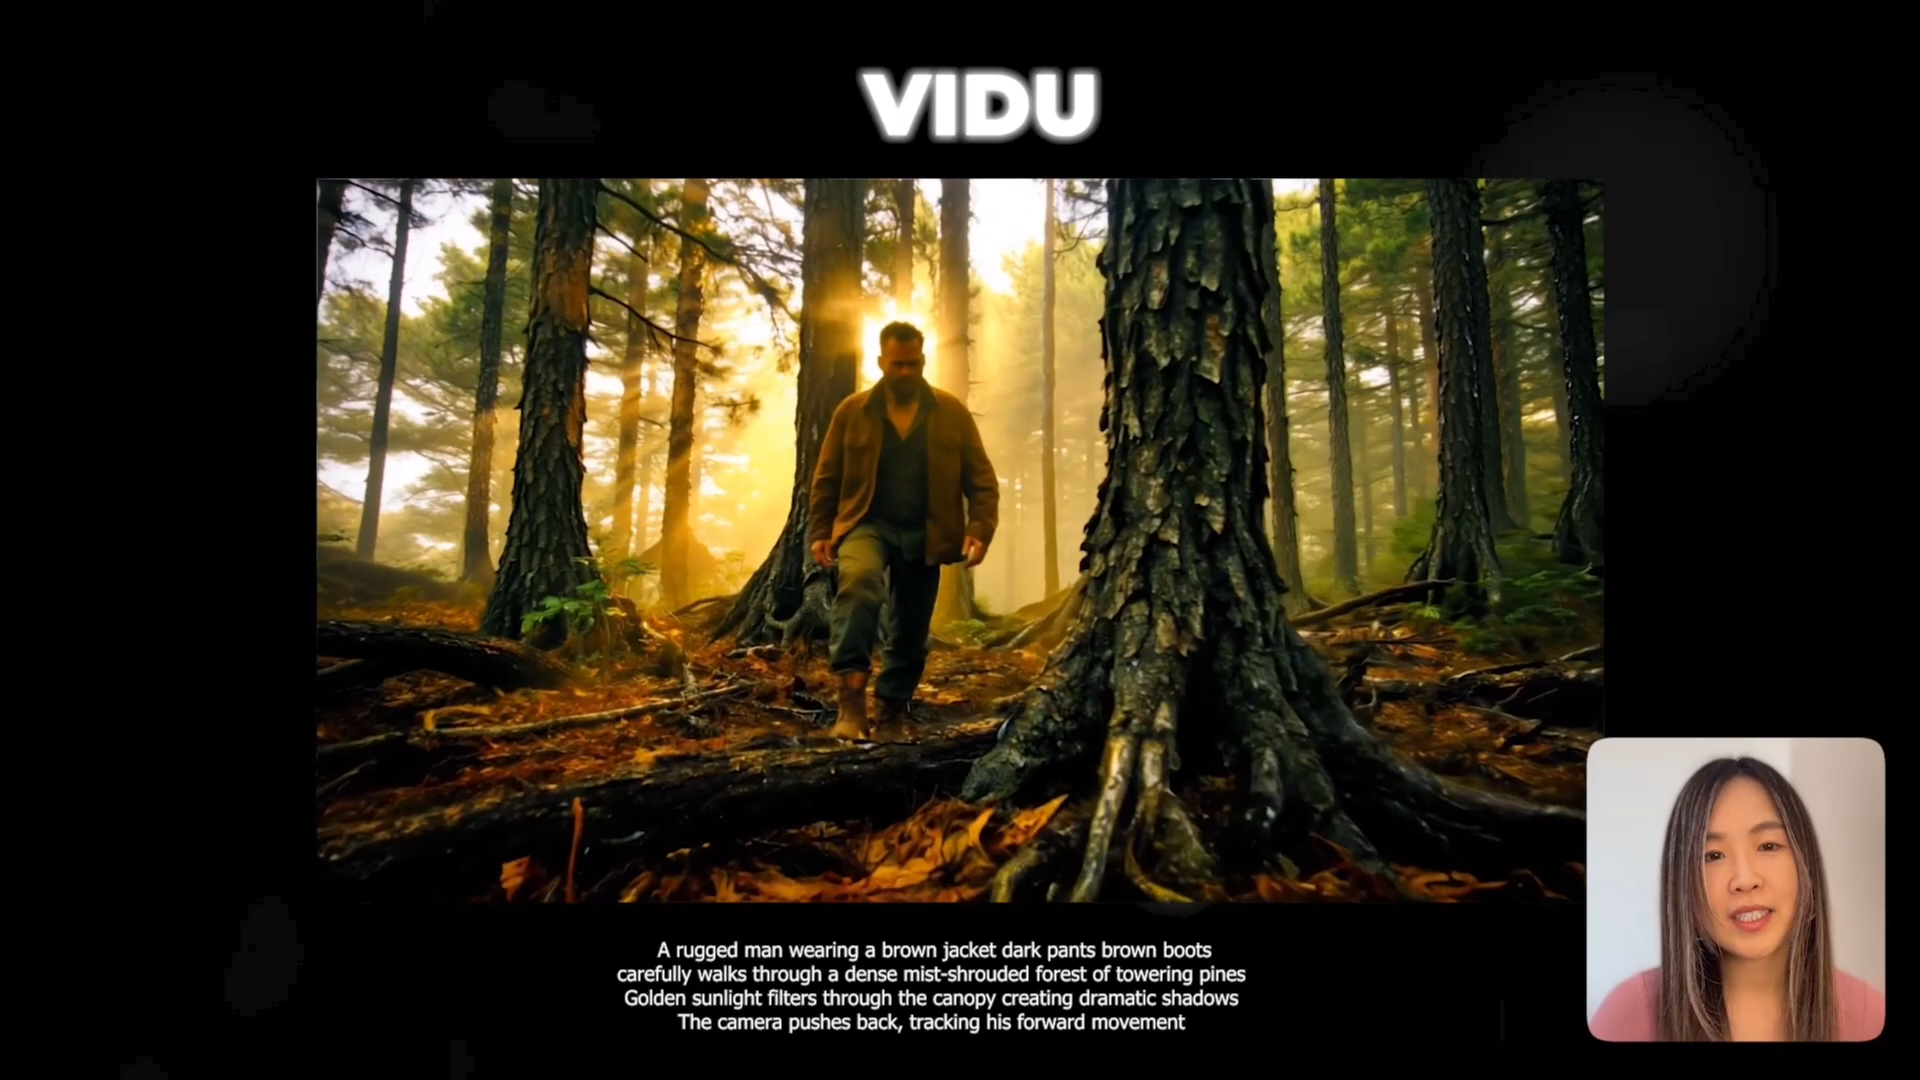 VIDU
A rugged man wearing a brown jacket dark pants brown boots
carefully walks through a dense mist-shrouded forest of towering pines
Golden sunlight filters through the canopy creating dramatic shadows
The camera pushes back, tracking his forward movement